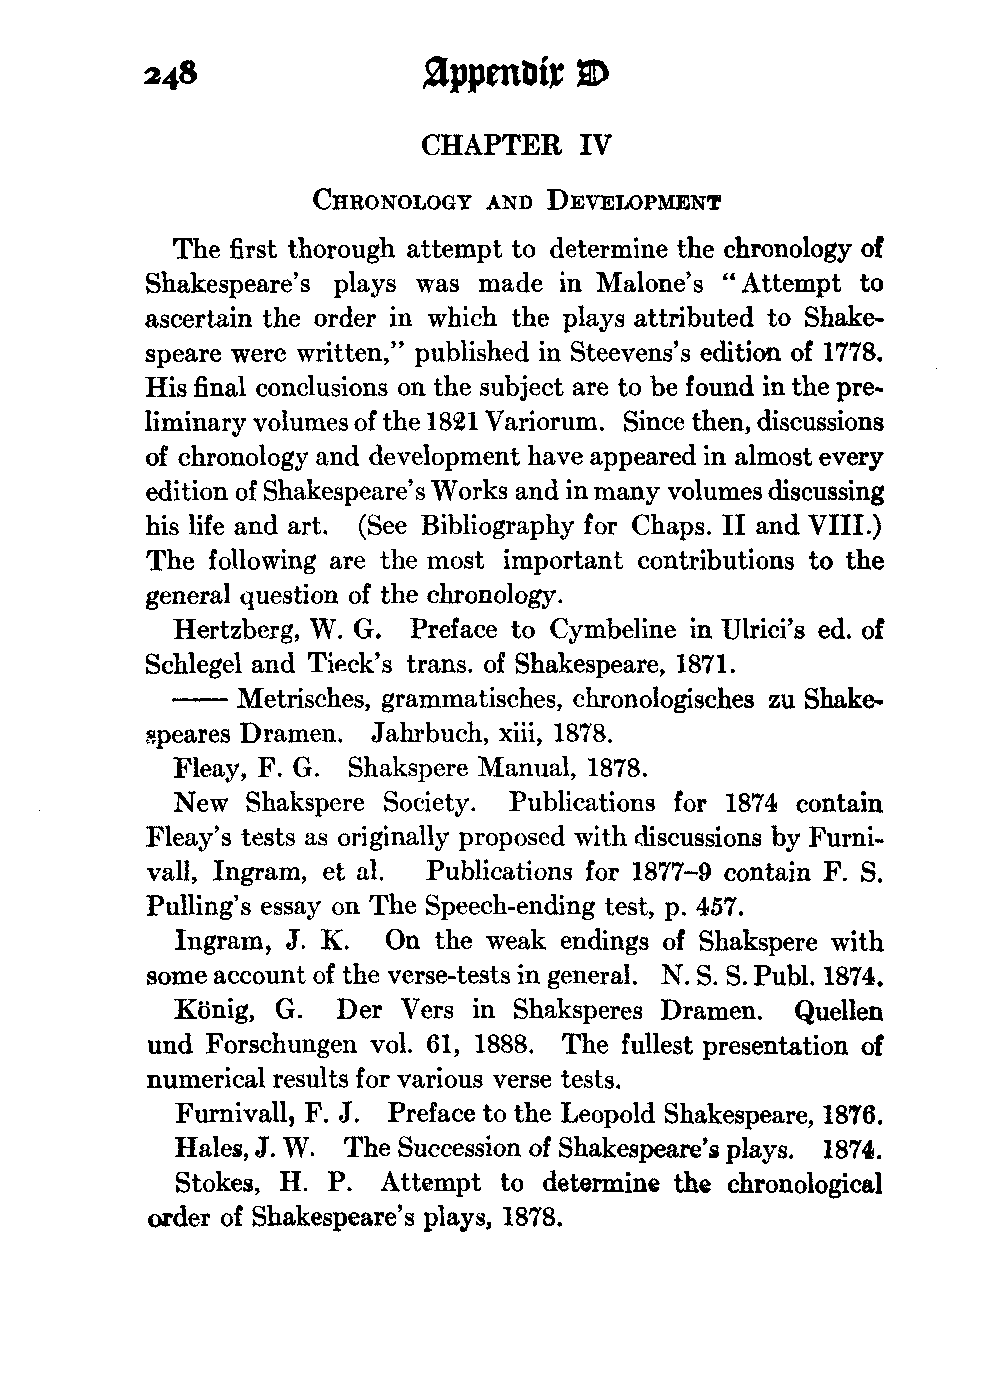 248 Appendix D
CHAPTER IV
CHRONOLOGY AND DEVELOPMENT
The first thorough attempt to determine the chronology of
Shakespeare's plays was made in Malone's “Attempt to
ascertain the order in which the plays attributed to Shake-
speare were written,” published in Steevens's edition of 1778.
His final conclusions on the subject are to be found in the pre-
liminary volumes of the 1821 Variorum. Since then, discussions
of chronology and development have appeared in almost every
edition of Shakespeare's Works and in many volumes discussing
his life and art. (See Bibliography for Chaps. II and VIII.)
The following are the most important contributions to the
general question of the chronology.
Hertzberg, W. G. Preface to Cymbeline in Ulrici's ed. of
Schlegel and Tieck's trans. of Shakespeare, 1871.
—— Metrisches, grammatisches, chronologisches zu Shake-
speares Dramen. Jahrbuch, xiii, 1878.
Fleay, F. G. Shakspere Manual, 1878.
New Shakspere Society. Publications for 1874 contain
Fleay's tests as originally proposed with discussions by Furni-
vall, Ingram, et al. Publications for 1877–9 contain F. S.
Pulling's essay on The Speech-ending test, p. 457.
Ingram, J. K. On the weak endings of Shakspere with
some account of the verse-tests in general. N. S. S. Publ. 1874.
König, G. Der Vers in Shaksperes Dramen. Quellen
und Forschungen vol. 61, 1888. The fullest presentation of
numerical results for various verse tests.
Furnivall, F. J. Preface to the Leopold Shakespeare, 1876.
Hales, J. W. The Succession of Shakespeare's plays. 1874.
Stokes, H. P. Attempt to determine the chronological
order of Shakespeare's plays, 1878.